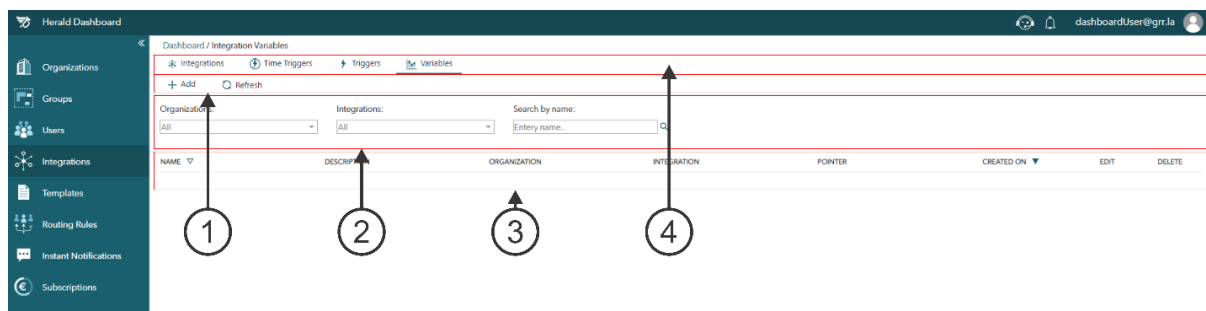 Herald Dashboard
dashboardUser@grr.la
Dashboard / Integration Variables
Integrations Time Triggers Triggers Variables
+ Add Refresh
Organizations: Integrations: Search by name:
All All Entery name..
NAME DESCRIPTION ORGANIZATION INTEGRATION POINTER CREATED ON EDIT DELETE
Organizations
Groups
Users
Integrations
Templates
Routing Rules
Instant Notifications
Subscriptions
1 2 3 4